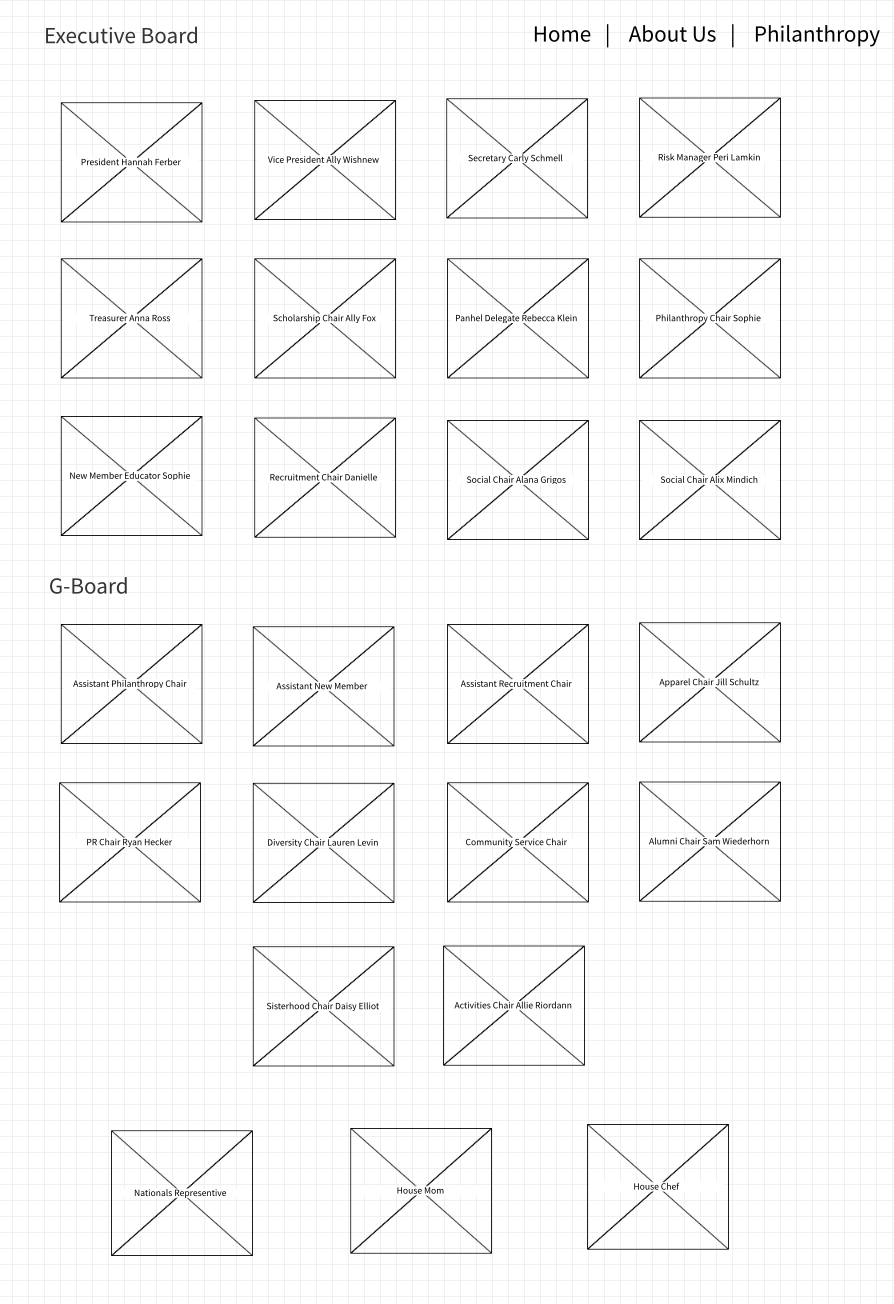 Executive Board
Home | About Us | Philanthropy
President Hannah Ferber
Vice President Ally Wishnew
Secretary Carly Schmell
Risk Manager Peri Lamkin
Treasurer Anna Ross
Scholarship Chair Ally Fox
Panhel Delegate Rebecca Klein
Philanthropy Chair Sophie
New Member Educator Sophie
Recruitment Chair Danielle
Social Chair Alana Grigos
Social Chair Alix Mindich
G-Board
Assistant Philanthropy Chair
Assistant New Member
Assistant Recruitment Chair
Apparel Chair Jill Schultz
PR Chair Ryan Hecker
Diversity Chair Lauren Levin
Community Service Chair
Alumni Chair Sam Wiederhorn
Sisterhood Chair Daisy Elliot
Activities Chair Allie Riordann
Nationals Representive
House Mom
House Chef